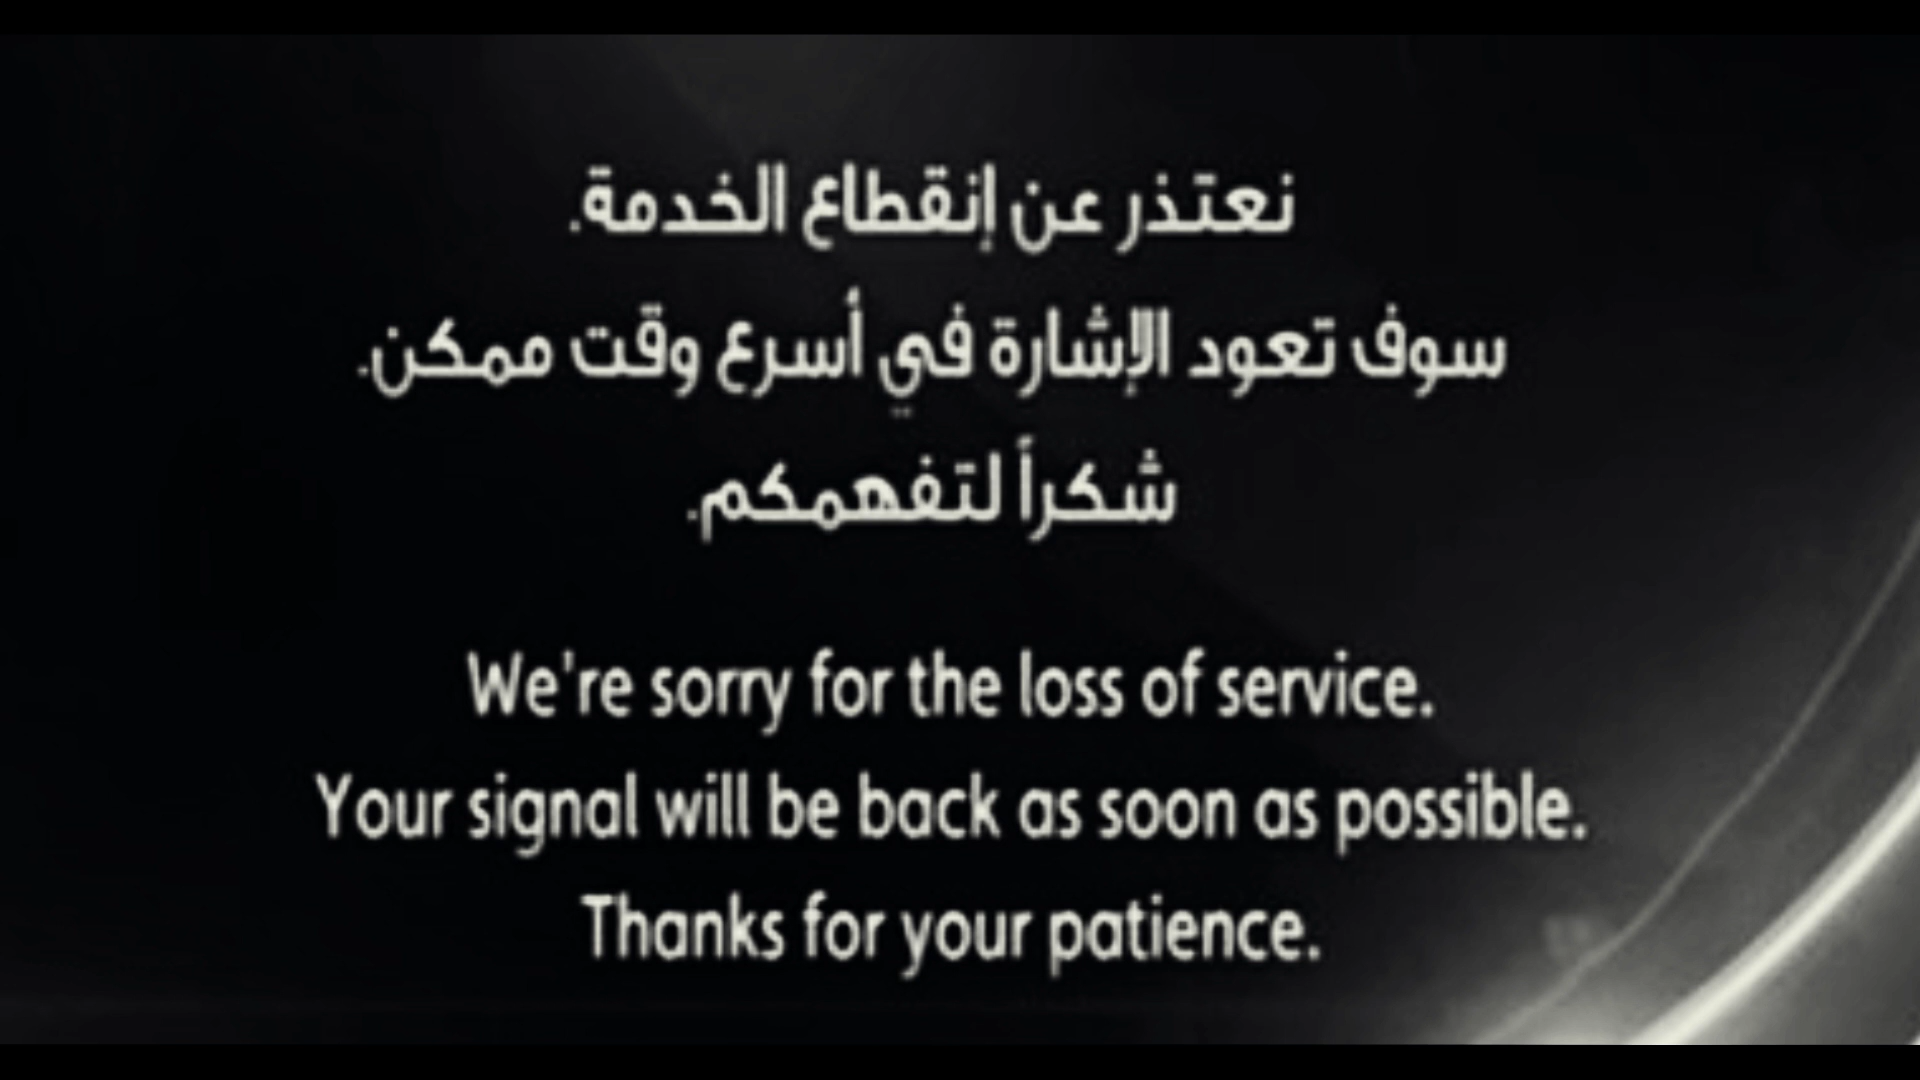 نعتذر عن إنقطاع الخدمة.
سوف تعود الإشارة في أسرع وقت ممكن.
شكراً لتفهمكم.
We're sorry for the loss of service.
Your signal will be back as soon as possible.
Thanks for your patience.